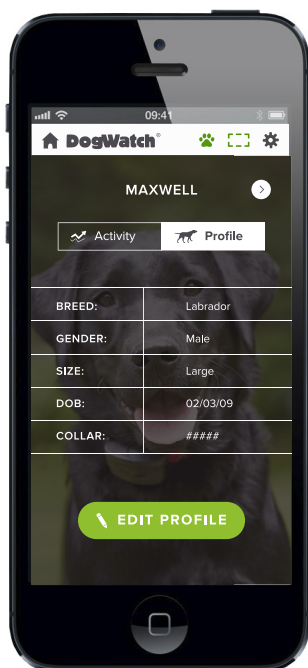 09:41
DogWatch®
MAXWELL
Activity Profile
BREED: Labrador
GENDER: Male
SIZE: Large
DOB: 02/03/09
COLLAR: #####
EDIT PROFILE